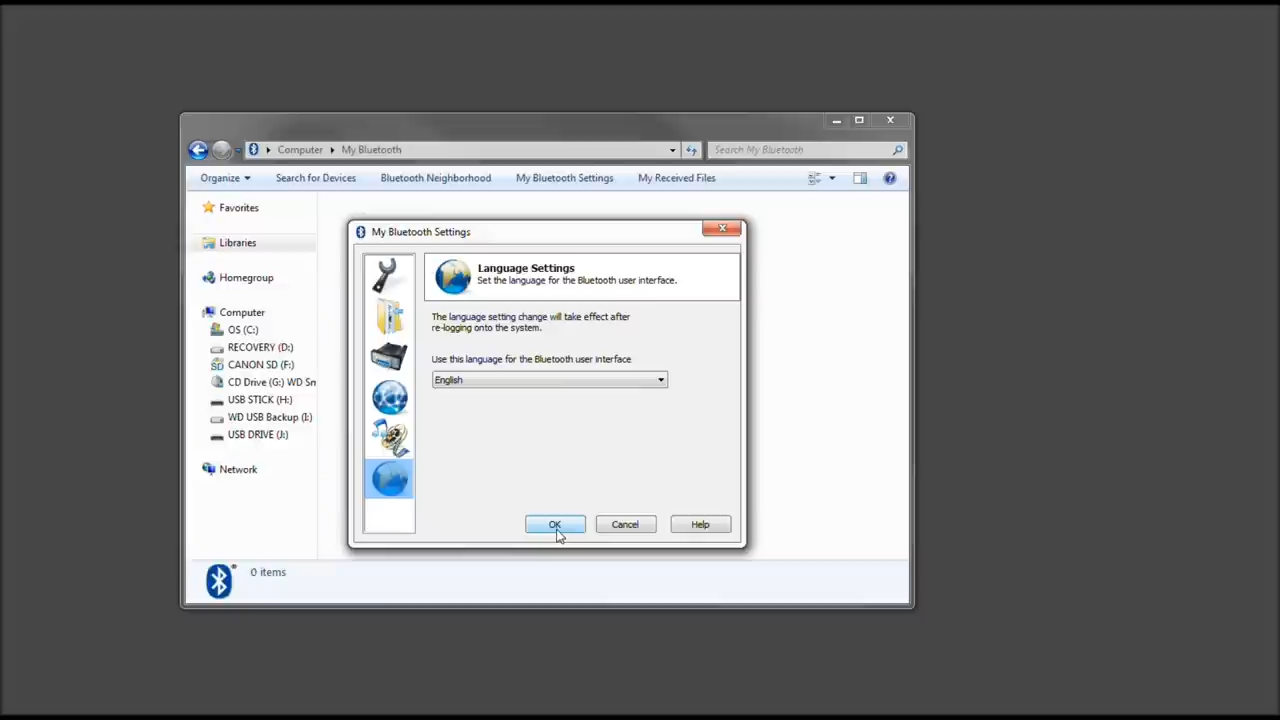 Computer
My Bluetooth
Search My Bluetooth
Organize
Search for Devices
Bluetooth Neighborhood
My Bluetooth Settings
My Received Files
Favorites
Libraries
Homegroup
Computer
OS (C:)
RECOVERY (D:)
CANON SD (F:)
CD Drive (G:) WD Sm
USB STICK (H:)
WD USB Backup (I:)
USB DRIVE (J:)
Network
My Bluetooth Settings
Language Settings
Set the language for the Bluetooth user interface.
The language setting change will take effect after
re-logging onto the system.
Use this language for the Bluetooth user interface
English
OK
Cancel
Help
0 items